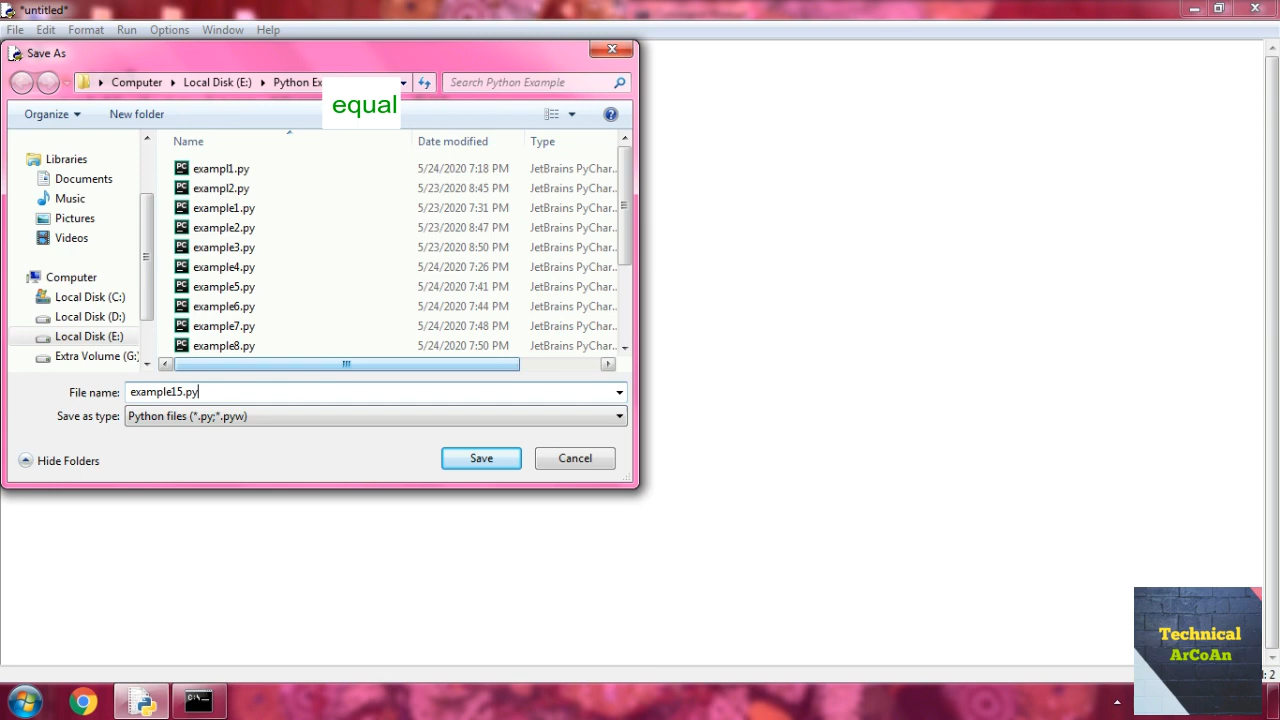 *untitled*
File Edit Format Run Options Window Help
Save As
Computer Local Disk (E:) Python Ex
Search Python Example
equal
Organize New folder
Name Date modified Type
exampl1.py 5/24/2020 7:18 PM JetBrains PyChar...
exampl2.py 5/23/2020 8:45 PM JetBrains PyChar...
example1.py 5/23/2020 7:31 PM JetBrains PyChar...
example2.py 5/23/2020 8:47 PM JetBrains PyChar...
example3.py 5/23/2020 8:50 PM JetBrains PyChar...
example4.py 5/24/2020 7:26 PM JetBrains PyChar...
example5.py 5/24/2020 7:41 PM JetBrains PyChar...
example6.py 5/24/2020 7:44 PM JetBrains PyChar...
example7.py 5/24/2020 7:48 PM JetBrains PyChar...
example8.py 5/24/2020 7:50 PM JetBrains PyChar...
Libraries
Documents
Music
Pictures
Videos
Computer
Local Disk (C:)
Local Disk (D:)
Local Disk (E:)
Extra Volume (G:)
File name: example15.py
Save as type: Python files (*.py;*.pyw)
Hide Folders
Save Cancel
Technical
ArCoAn
: 2